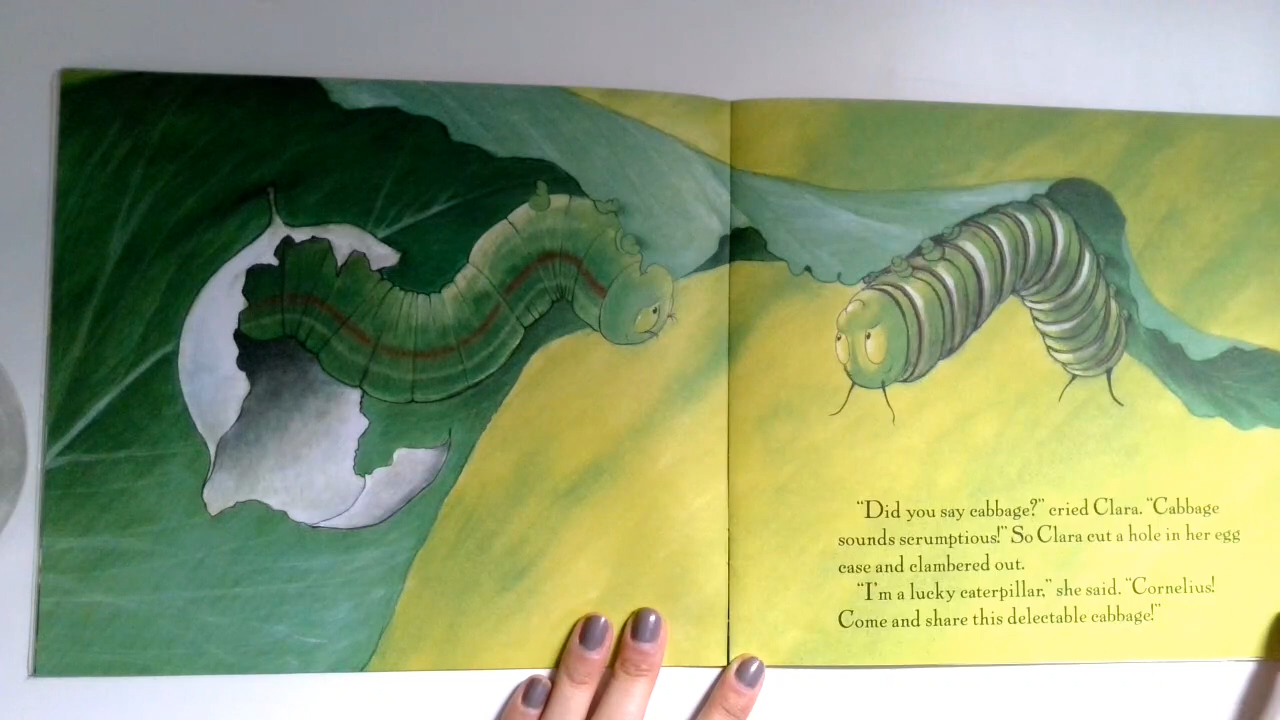 “Did you say cabbage?” cried Clara. “Cabbage
sounds scrumptious!” So Clara cut a hole in her egg
case and clambered out.
“I’m a lucky caterpillar,” she said. “Cornelius!
Come and share this delectable cabbage!”